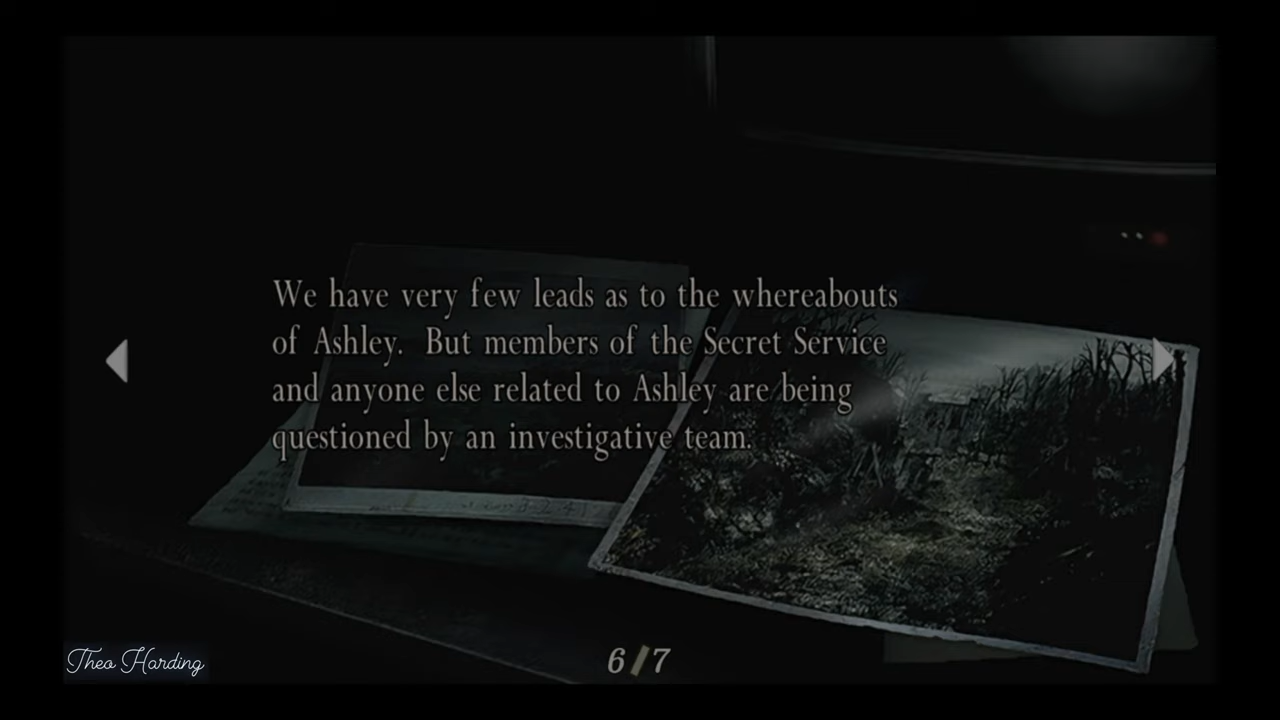 We have very few leads as to the whereabouts
of Ashley. But members of the Secret Service
and anyone else related to Ashley are being
questioned by an investigative team.
Theo Harding
6/7